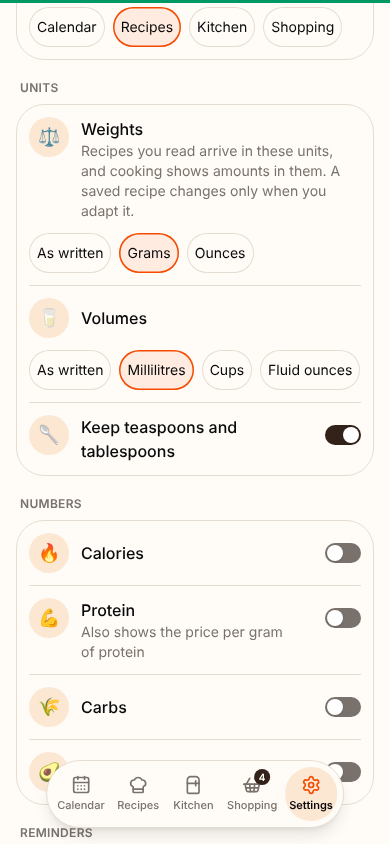 Calendar
Recipes
Kitchen
Shopping
UNITS
Weights
Recipes you read arrive in these units,
and cooking shows amounts in them. A
saved recipe changes only when you
adapt it.
As written
Grams
Ounces
Volumes
As written
Millilitres
Cups
Fluid ounces
Keep teaspoons and
tablespoons
NUMBERS
Calories
Protein
Also shows the price per gram
of protein
Carbs
4
Calendar
Recipes
Kitchen
Shopping
Settings
REMINDERS